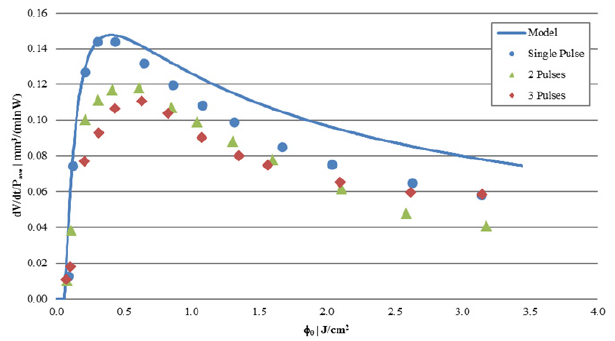 0.16
0.14
0.12
0.10
0.08
0.06
0.04
0.02
0.00
dV/dt/Pave | mm³/(min W)
0.0 0.5 1.0 1.5 2.0 2.5 3.0 3.5 4.0
ϕ0 | J/cm²
Model
Single Pulse
2 Pulses
3 Pulses